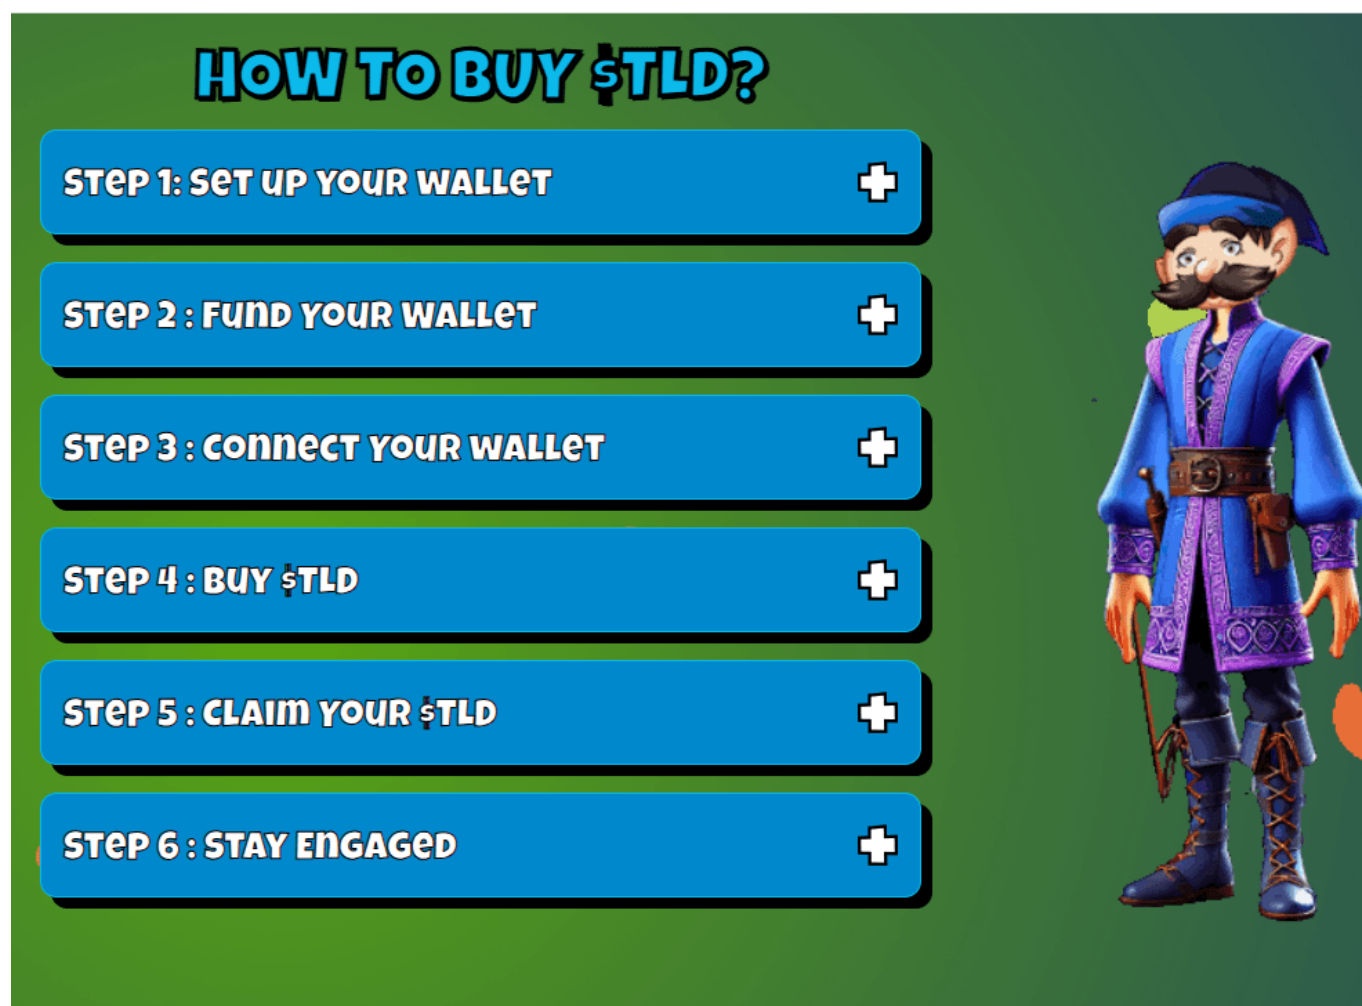 HOW TO BUY $TLD?
STEP 1: SET UP YOUR WALLET
STEP 2 : FUND YOUR WALLET
STEP 3 : CONNECT YOUR WALLET
STEP 4 : BUY $TLD
STEP 5 : CLAIM YOUR $TLD
STEP 6 : STAY ENGAGED